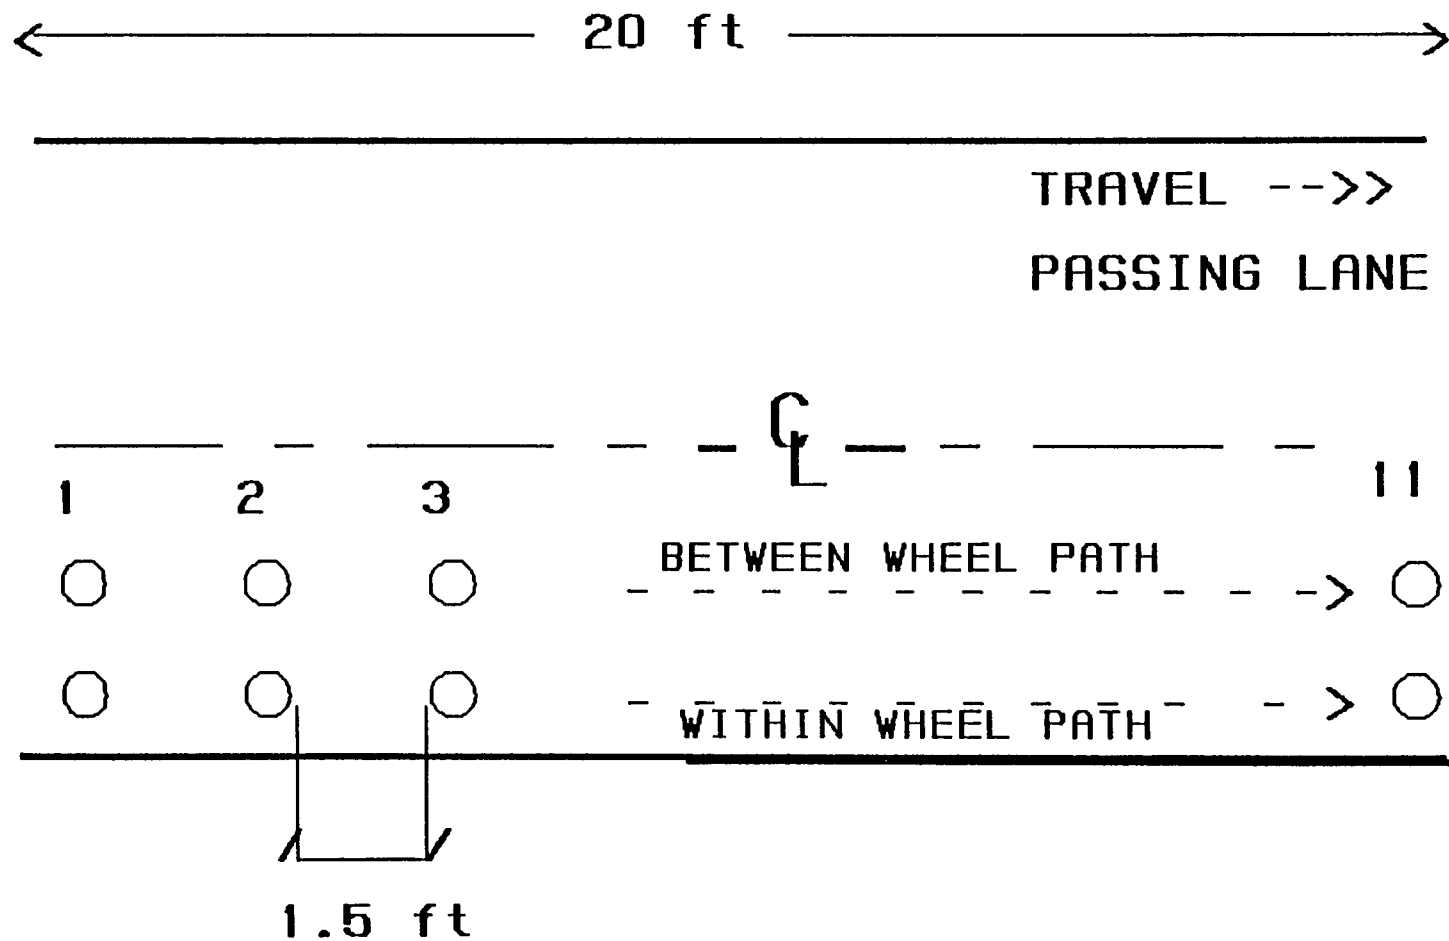 20 ft
TRAVEL -->>
PASSING LANE
CL
1 2 3 11
BETWEEN WHEEL PATH
WITHIN WHEEL PATH
1.5 ft